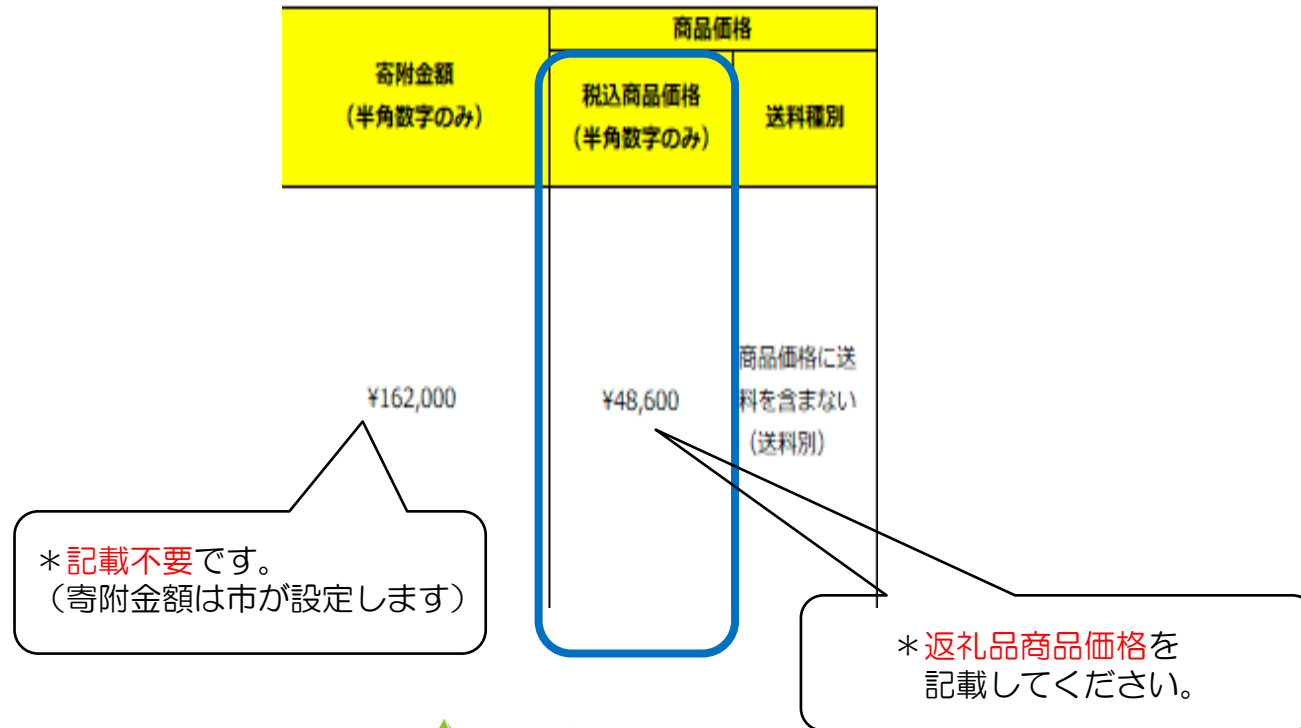 商品価格
寄附金額
（半角数字のみ）
税込商品価格
（半角数字のみ）
送料種別
¥162,000
¥48,600
商品価格に送
料を含まない
（送料別）
＊記載不要です。
（寄附金額は市が設定します）
＊返礼品商品価格を
記載してください。